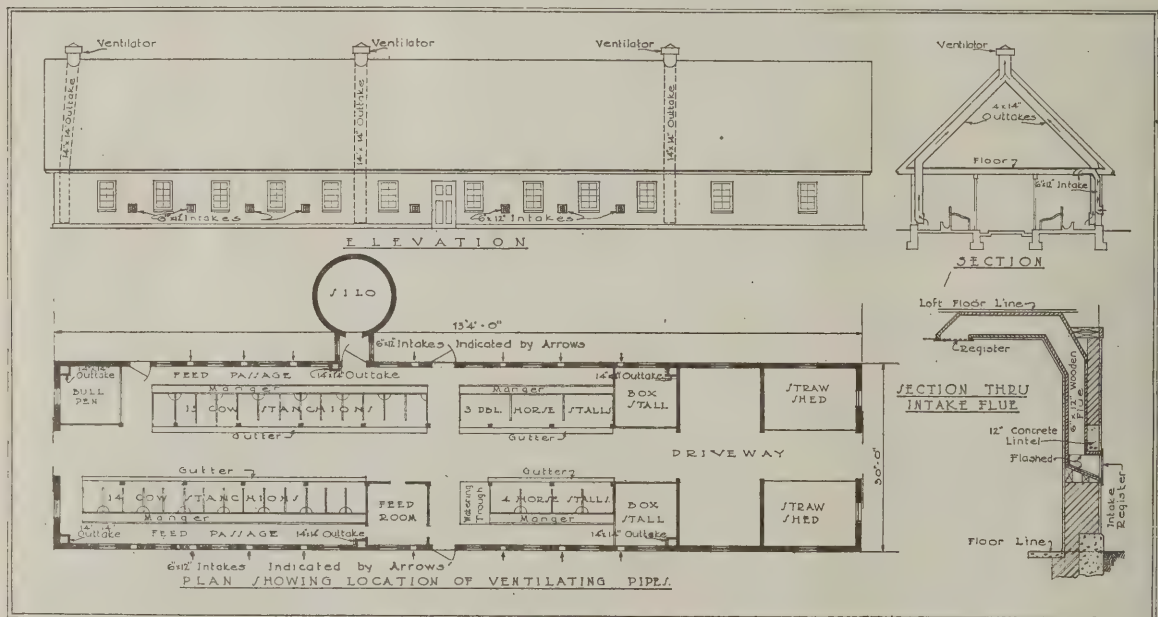 Ventilator
Ventilator
Ventilator
Ventilator
14"x14" Outtake
14"x14" Outtake
14"x14" Outtake
6"x12" Intakes
6"x12" Intakes
ELEVATION
4x14"
Outtakes
Floor
6"x12" Intake
SECTION
SILO
13'4'-0"
6"x12" Intakes Indicated by Arrows
14"x14"
Outtake
FEED PASSAGE
14"x14" Outtake
14"x14" Outtake
BULL
PEN
Manger
13 COW STANCHIONS
Gutter
Manger
3 DBL. HORSE STALLS
Gutter
BOX
STALL
STRAW
SHED
DRIVEWAY
30'-0"
Gutter
14 COW STANCHIONS
Manger
FEED
ROOM
Watering
Trough
Gutter
4 HORSE STALLS
Manger
BOX
STALL
STRAW
SHED
14"x14"
Outtake
FEED PASSAGE
14"x14" Outtake
14"x14" Outtake
6"x12" Intakes Indicated by Arrows
PLAN SHOWING LOCATION OF VENTILATING PIPES.
Loft Floor Line
Register
SECTION THRU
INTAKE FLUE
6"x12" Wooden
Flue
12" Concrete
Lintel
Flashed
Intake
Register
Floor Line